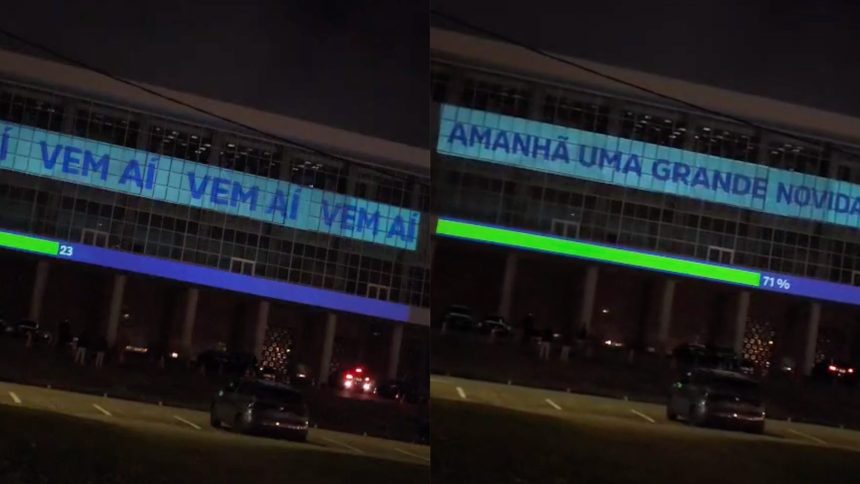 Í VEM AÍ VEM AÍ VEM AÍ
23
AMANHÃ UMA GRANDE NOVIDA
71 %